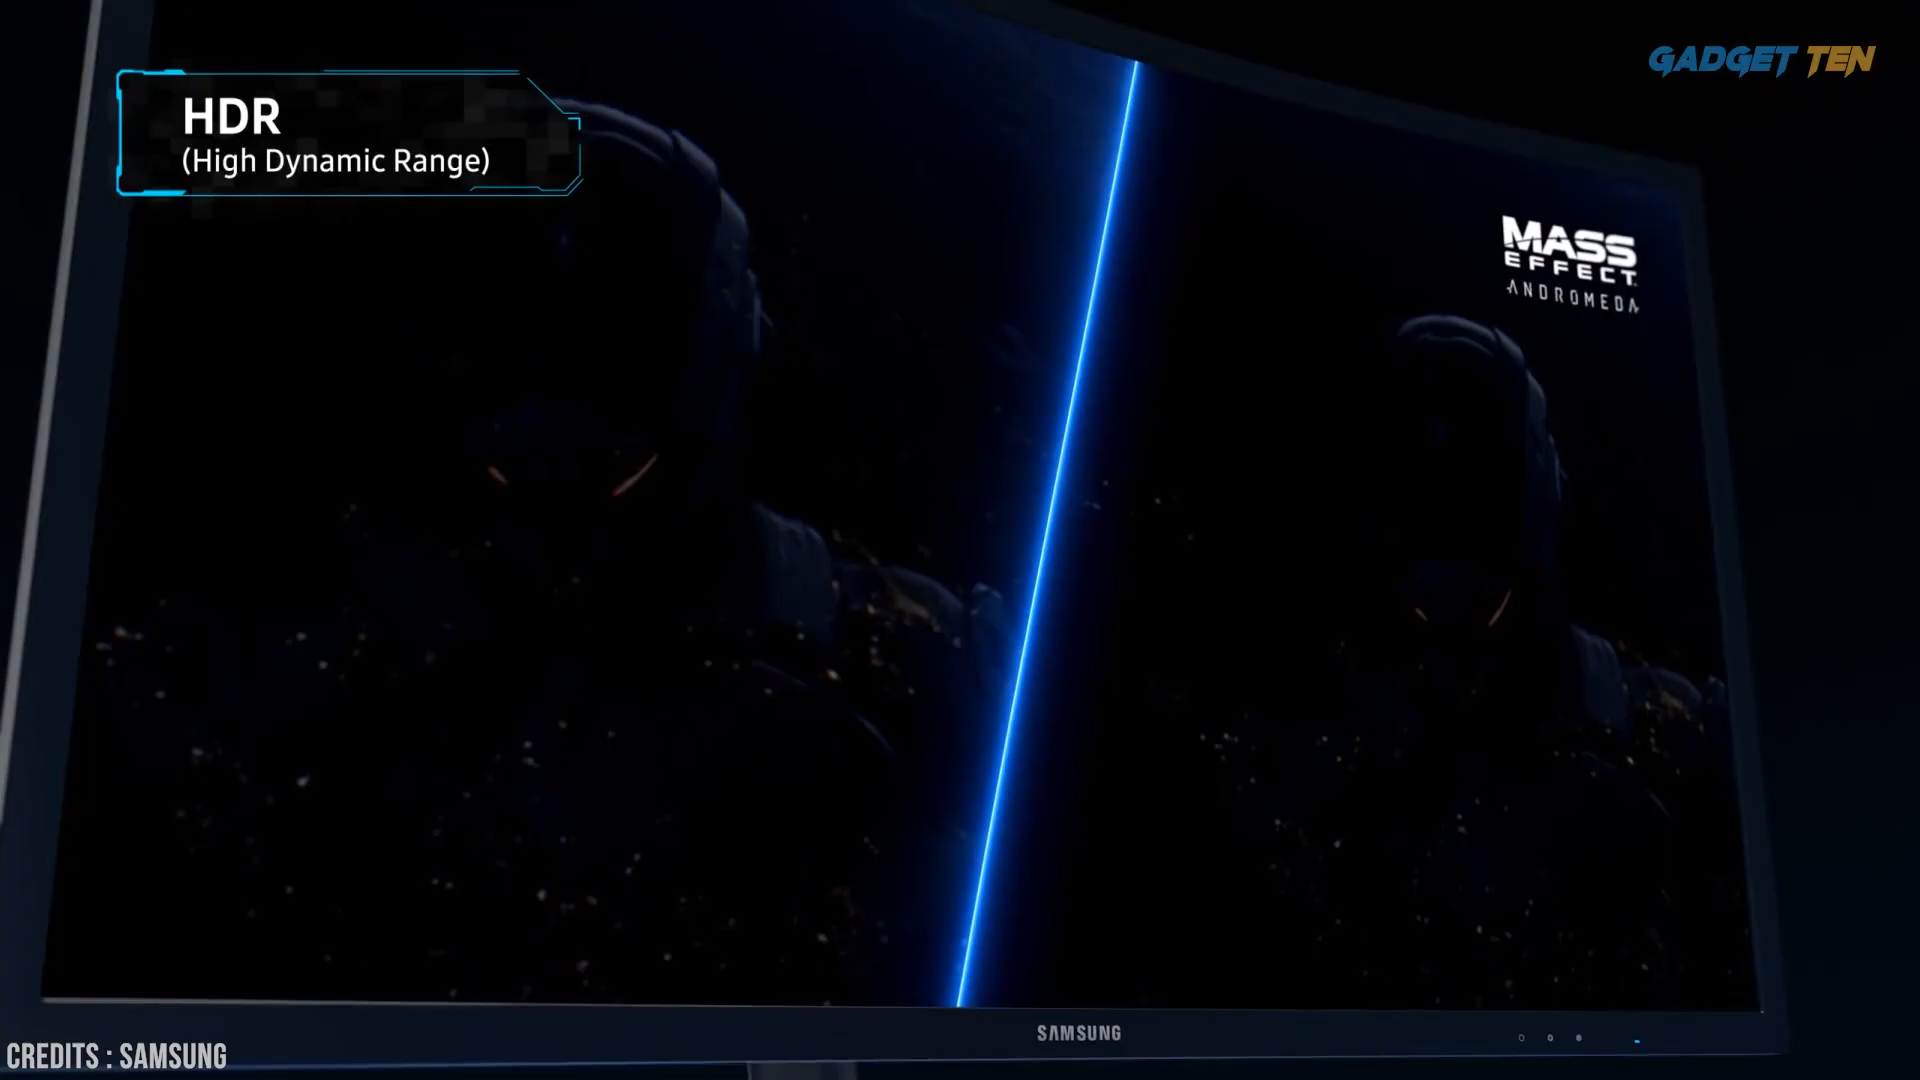 GADGET TEN
HDR
(High Dynamic Range)
MASS
EFFECT
ANDROMEDA
SAMSUNG
CREDITS : SAMSUNG